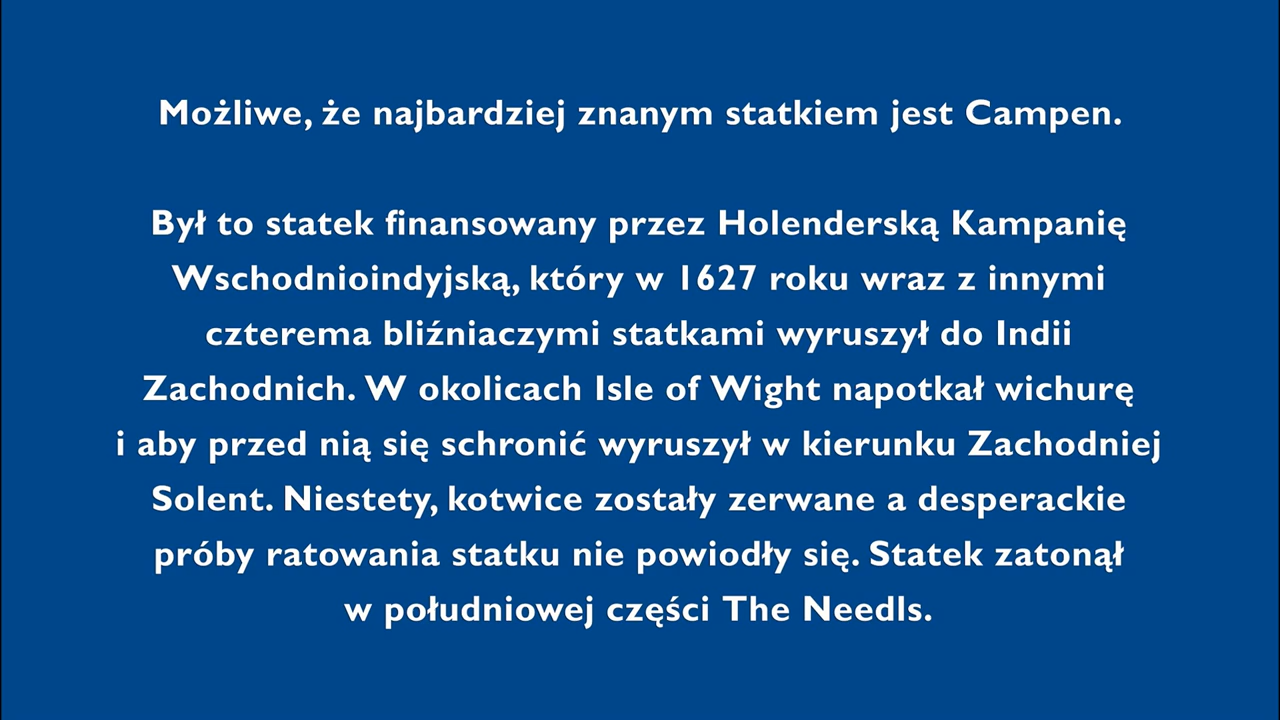 Możliwe, że najbardziej znanym statkiem jest Campen.
Był to statek finansowany przez Holenderską Kampanię
Wschodnioindyjską, który w 1627 roku wraz z innymi
czterema bliźniaczymi statkami wyruszył do Indii
Zachodnich. W okolicach Isle of Wight napotkał wichurę
i aby przed nią się schronić wyruszył w kierunku Zachodniej
Solent. Niestety, kotwice zostały zerwane a desperackie
próby ratowania statku nie powiodły się. Statek zatonął
w południowej części The Needls.